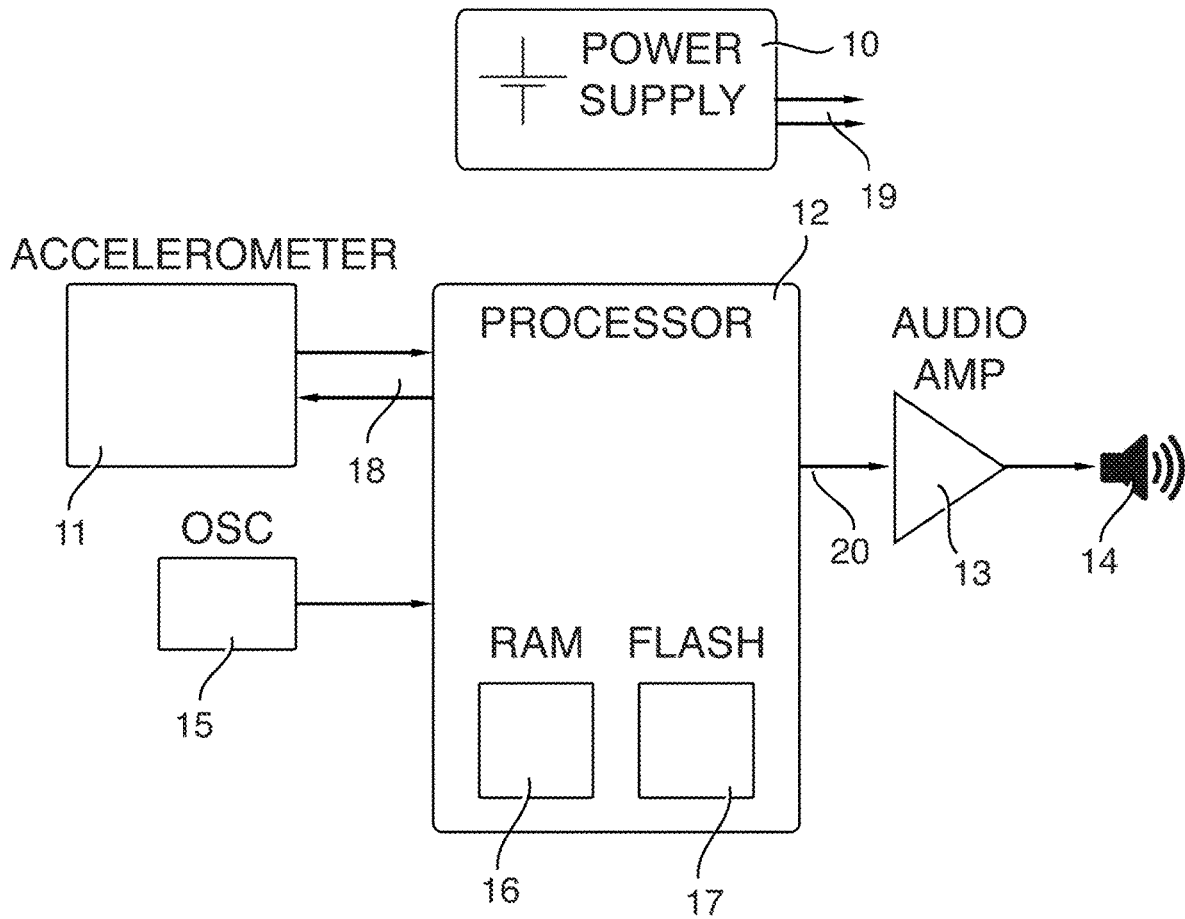 POWER
SUPPLY
10
19
12
ACCELEROMETER
PROCESSOR
AUDIO
AMP
18
11
OSC
20
13
14
RAM
FLASH
15
16
17